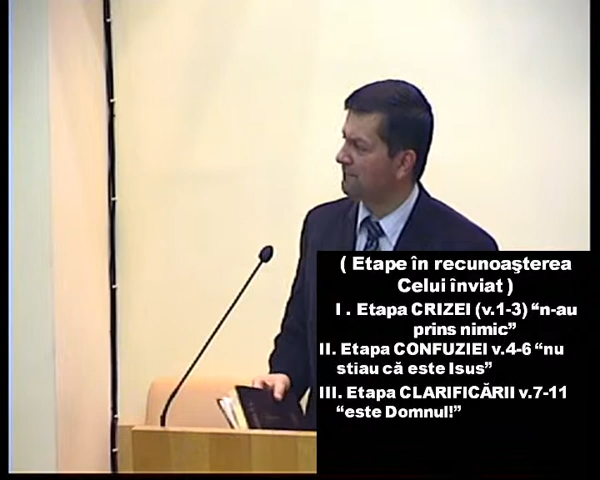 ( Etape în recunoaşterea
Celui înviat )
I . Etapa CRIZEI (v.1-3) “n-au
prins nimic”
II. Etapa CONFUZIEI v.4-6 “nu
stiau că este Isus”
III. Etapa CLARIFICĂRII v.7-11
“este Domnul!”